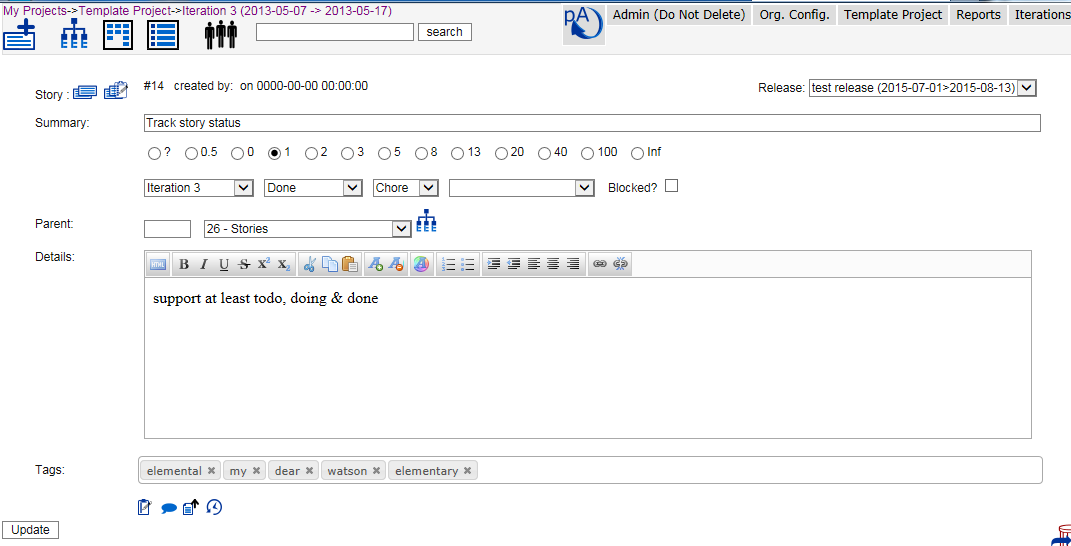 My Projects->Template Project->Iteration 3 (2013-05-07 -> 2013-05-17)
search
pA
Admin (Do Not Delete) Org. Config. Template Project Reports Iterations
Story : #14 created by: on 0000-00-00 00:00:00 Release: test release (2015-07-01>2015-08-13)
Summary: Track story status
? 0.5 0 1 2 3 5 8 13 20 40 100 Inf
Iteration 3 Done Chore Blocked?
Parent: 26 - Stories
Details:
HTML B I U S X² X₂
support at least todo, doing & done
Tags: elemental × my × dear × watson × elementary ×
Update